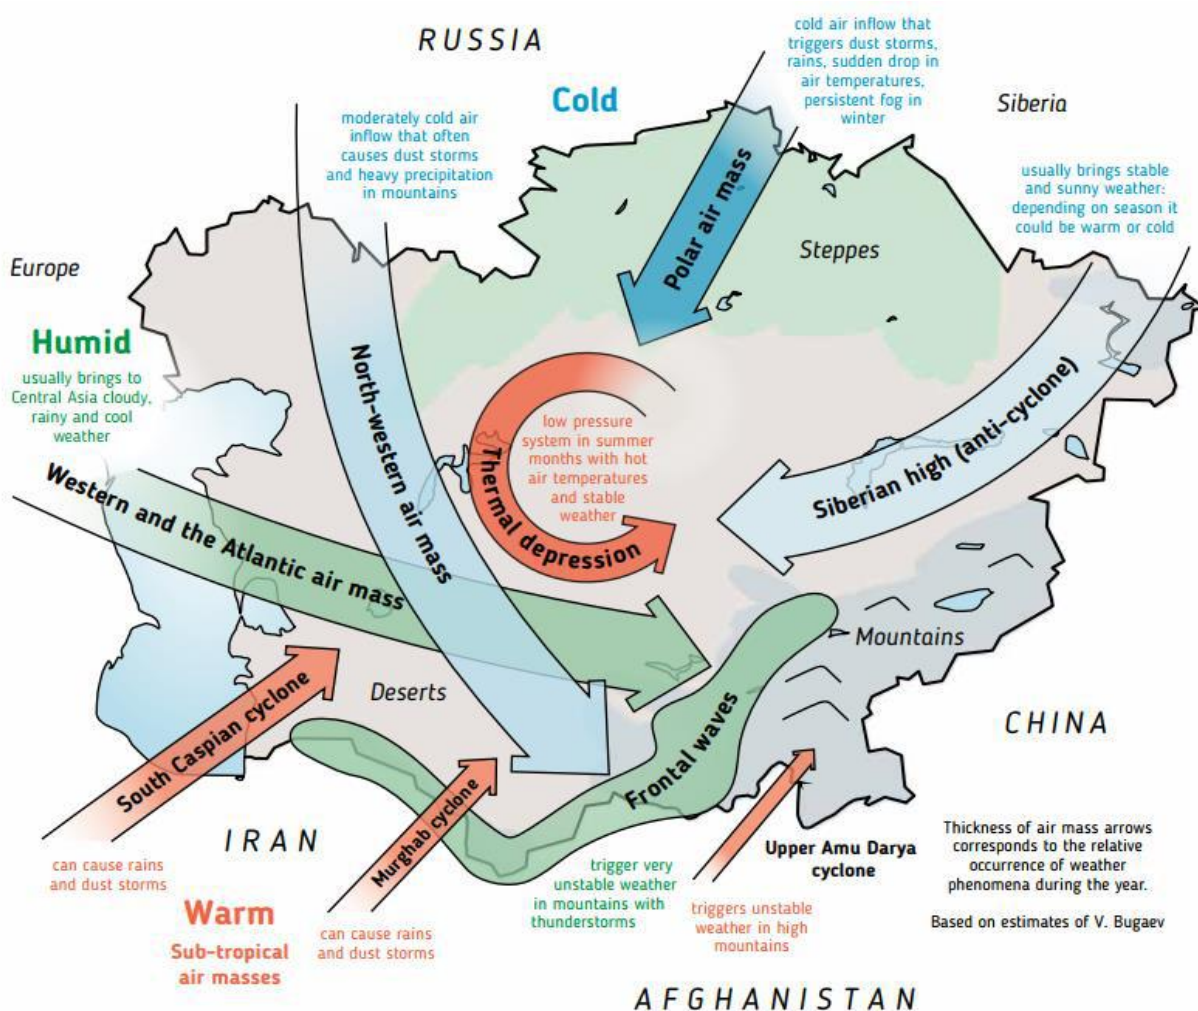 RUSSIA
cold air inflow that
triggers dust storms,
rains, sudden drop in
air temperatures,
persistent fog in
winter
Cold
Siberia
moderately cold air
inflow that often
causes dust storms
and heavy precipitation
in mountains
Polar air mass
usually brings stable
and sunny weather:
depending on season it
could be warm or cold
Steppes
Europe
Humid
usually brings to
Central Asia cloudy,
rainy and cool
weather
North-western air mass
low pressure
system in summer
months with hot
air temperatures
and stable
weather
Thermal depression
Siberian high (anti-cyclone)
Western and the Atlantic air mass
Mountains
Deserts
South Caspian cyclone
CHINA
Frontal waves
Murghab cyclone
IRAN
Upper Amu Darya
cyclone
Thickness of air mass arrows
corresponds to the relative
occurrence of weather
phenomena during the year.
Based on estimates of V. Bugaev
can cause rains
and dust storms
trigger very
unstable weather
in mountains with
thunderstorms
triggers unstable
weather in high
mountains
Warm
Sub-tropical
air masses
can cause rains
and dust storms
AFGHANISTAN